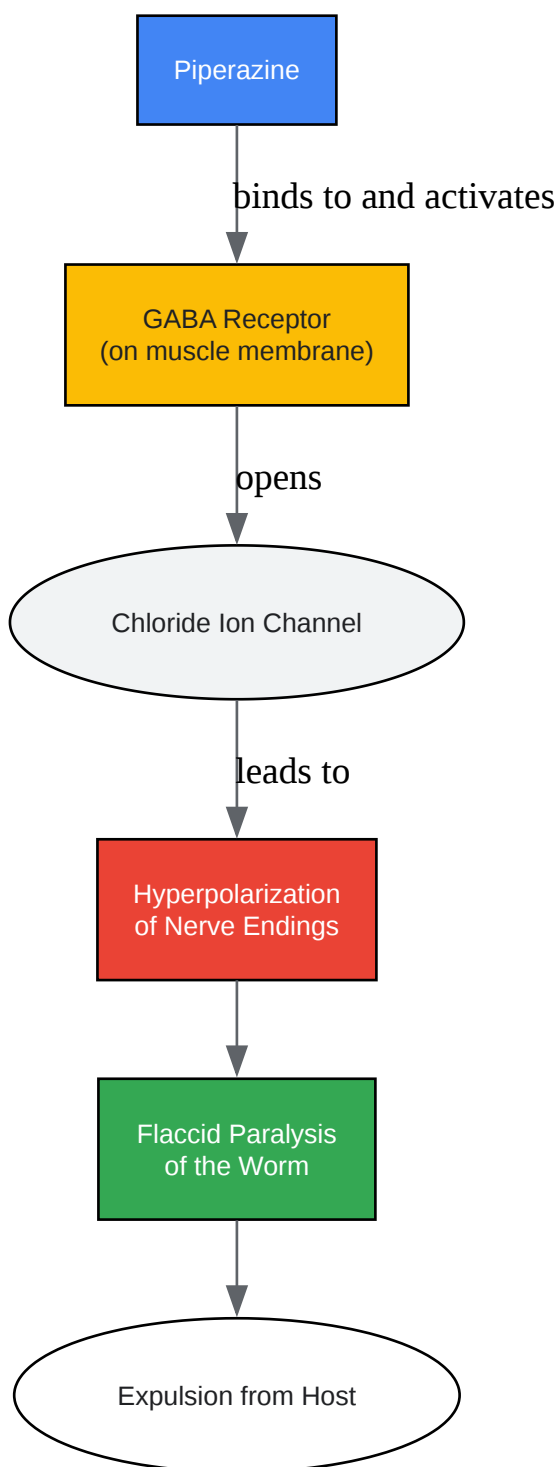 Piperazine
binds to and activates
GABA Receptor
(on muscle membrane)
opens
Chloride Ion Channel
leads to
Hyperpolarization
of Nerve Endings
Flaccid Paralysis
of the Worm
Expulsion from Host